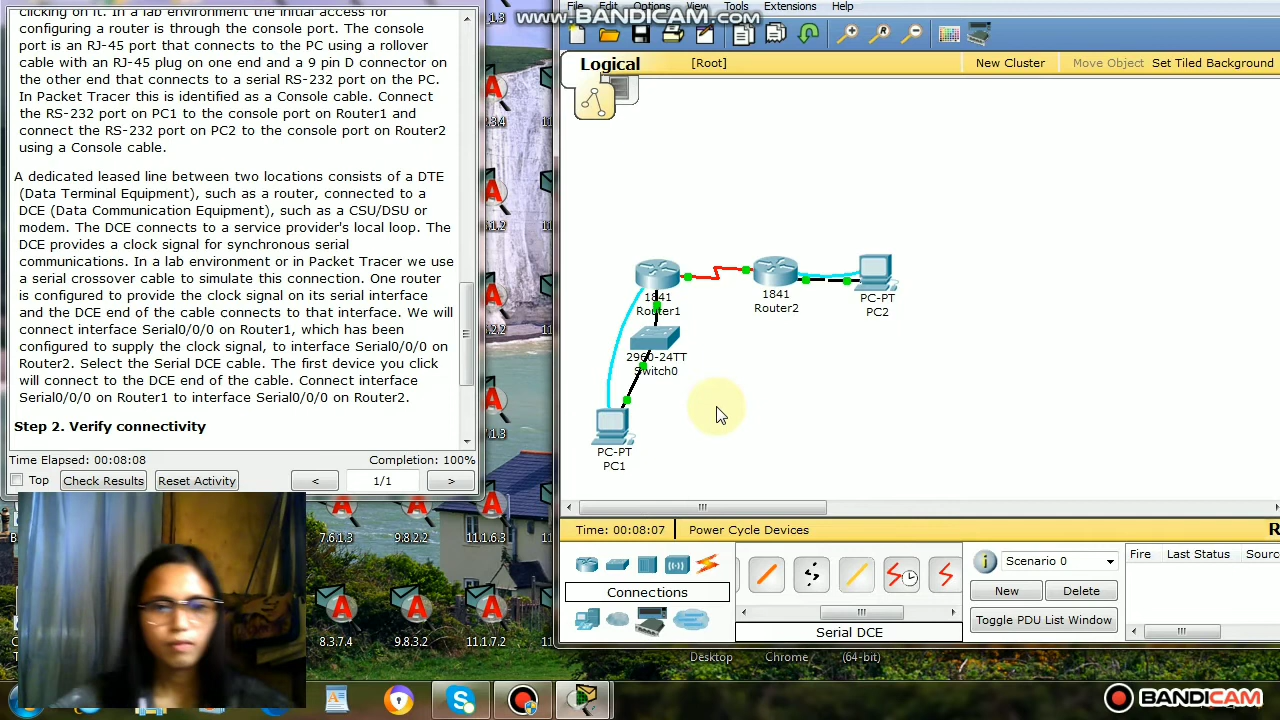 clicking on it. In a lab environment the initial access for
configuring a router is through the console port. The console
port is an RJ-45 port that connects to the PC using a rollover
cable with an RJ-45 plug on one end and a 9 pin D connector on
the other end that connects to a serial RS-232 port on the PC.
In Packet Tracer this is identified as a Console cable. Connect
the RS-232 port on PC1 to the console port on Router1 and
connect the RS-232 port on PC2 to the console port on Router2
using a Console cable.
A dedicated leased line between two locations consists of a DTE
(Data Terminal Equipment), such as a router, connected to a
DCE (Data Communication Equipment), such as a CSU/DSU or
modem. The DCE connects to a service provider's local loop. The
DCE provides a clock signal for synchronous serial
communications. In a lab environment or in Packet Tracer we use
a serial crossover cable to simulate this connection. One router
is configured to provide the clock signal on its serial interface
and the DCE end of the cable connects to that interface. We will
connect interface Serial0/0/0 on Router1, which has been
configured to supply the clock signal, to interface Serial0/0/0 on
Router2. Select the Serial DCE cable. The first device you click
will connect to the DCE end of the cable. Connect interface
Serial0/0/0 on Router1 to interface Serial0/0/0 on Router2.
Step 2. Verify connectivity
Time Elapsed: 00:08:08 Completion: 100%
Top Check Results Reset Activity < 1/1 >
www.BANDICAM.com
File Edit Options View Tools Extensions Help
Logical [Root] New Cluster Move Object Set Tiled Background
1841
Router1
1841
Router2
PC-PT
PC2
2960-24TT
Switch0
PC-PT
PC1
Time: 00:08:07 Power Cycle Devices
Connections
Serial DCE
Scenario 0
New Delete
Toggle PDU List Window
Fire Last Status Sourc
7.6.1.3 9.8.2.2 11.1.6.3
8.3.7.4 9.8.3.2 11.1.7.2
Desktop Chrome (64-bit)
BANDICAM